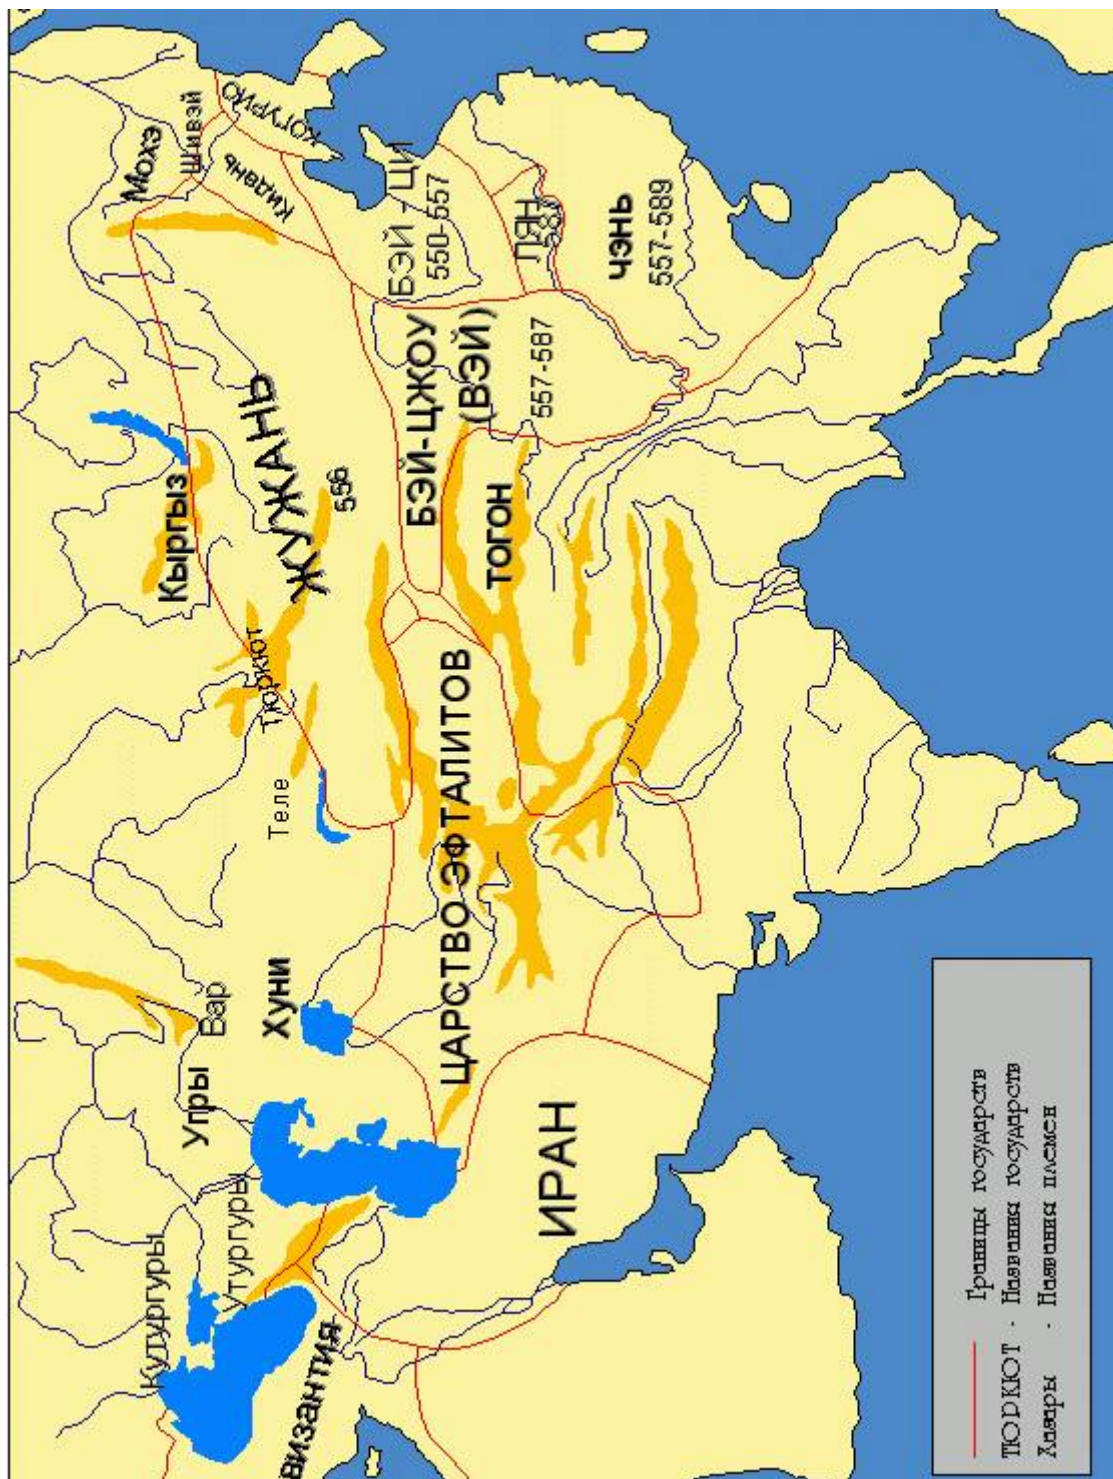 Кутургуры
Утургуры
Угры
Вар
Хуни
Теле
Тюркют
Кыргыз
ЖУЖАНЬ
556
Мохэ
Шивэй
Кидань
КОГУРИО
ВИЗАНТИЯ
ИРАН
ЦАРСТВО ЭФТАЛИТОВ
ТОГОН
БЭЙ-ЦЖОУ
(ВЭЙ)
557-587
БЭЙ - ЦИ
550-557
ЛЯН
587
ЧЭНЬ
557-589
Границы государств
ТЮРКЮТ - Названия государств
Хазары - Названия племен